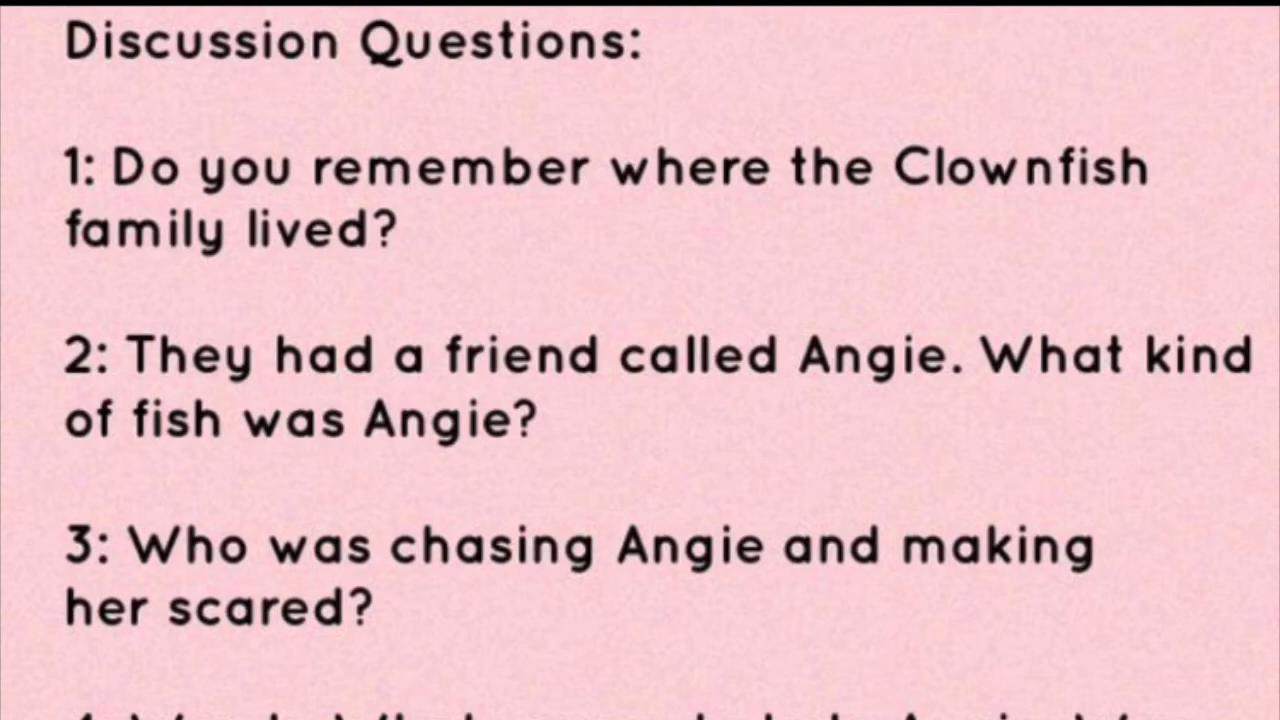 Discussion Questions:
1: Do you remember where the Clownfish
family lived?
2: They had a friend called Angie. What kind
of fish was Angie?
3: Who was chasing Angie and making
her scared?